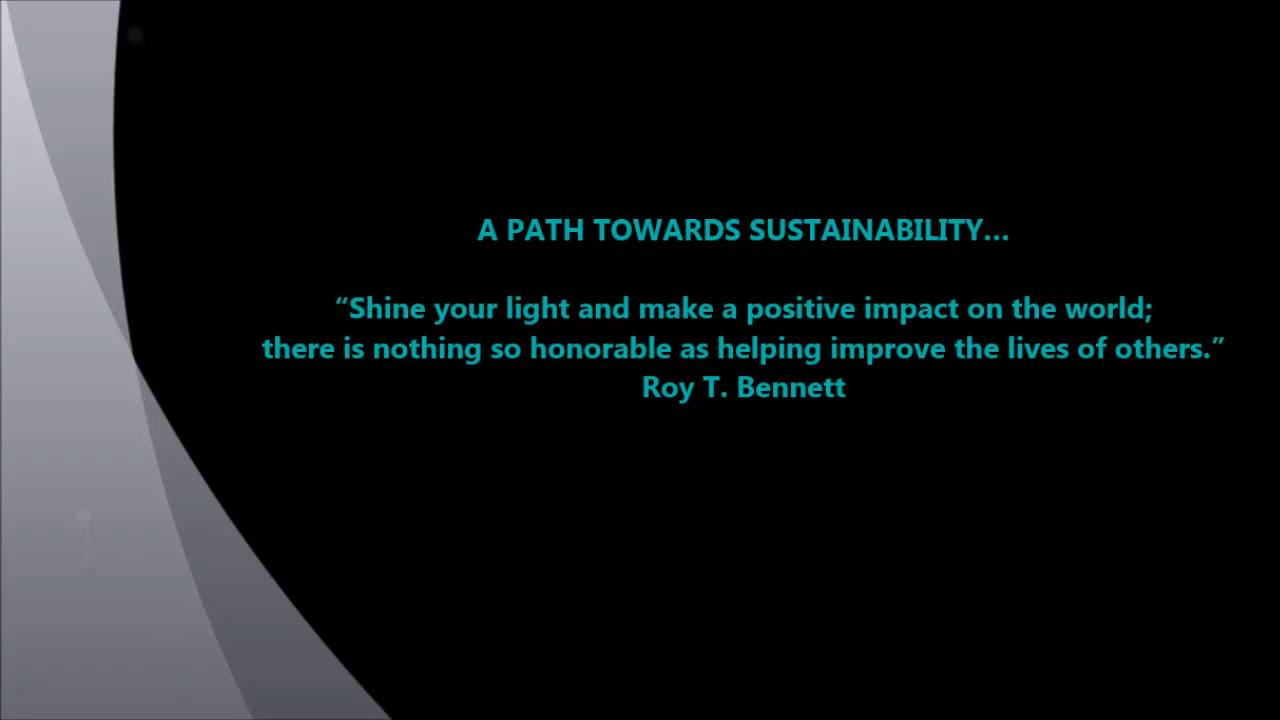 A PATH TOWARDS SUSTAINABILITY...
“Shine your light and make a positive impact on the world;
there is nothing so honorable as helping improve the lives of others.”
Roy T. Bennett